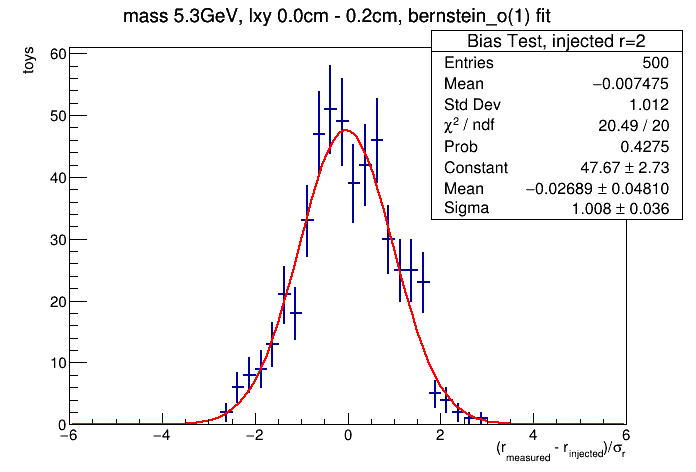 mass 5.3GeV, lxy 0.0cm - 0.2cm, bernstein_o(1) fit
Bias Test, injected r=2
Entries 500
Mean −0.007475
Std Dev 1.012
χ² / ndf 20.49 / 20
Prob 0.4275
Constant 47.67 ± 2.73
Mean −0.02689 ± 0.04810
Sigma 1.008 ± 0.036
toys
60
50
40
30
20
10
0
−6 −4 −2 0 2 4 6
(r_measured - r_injected)/σ_r